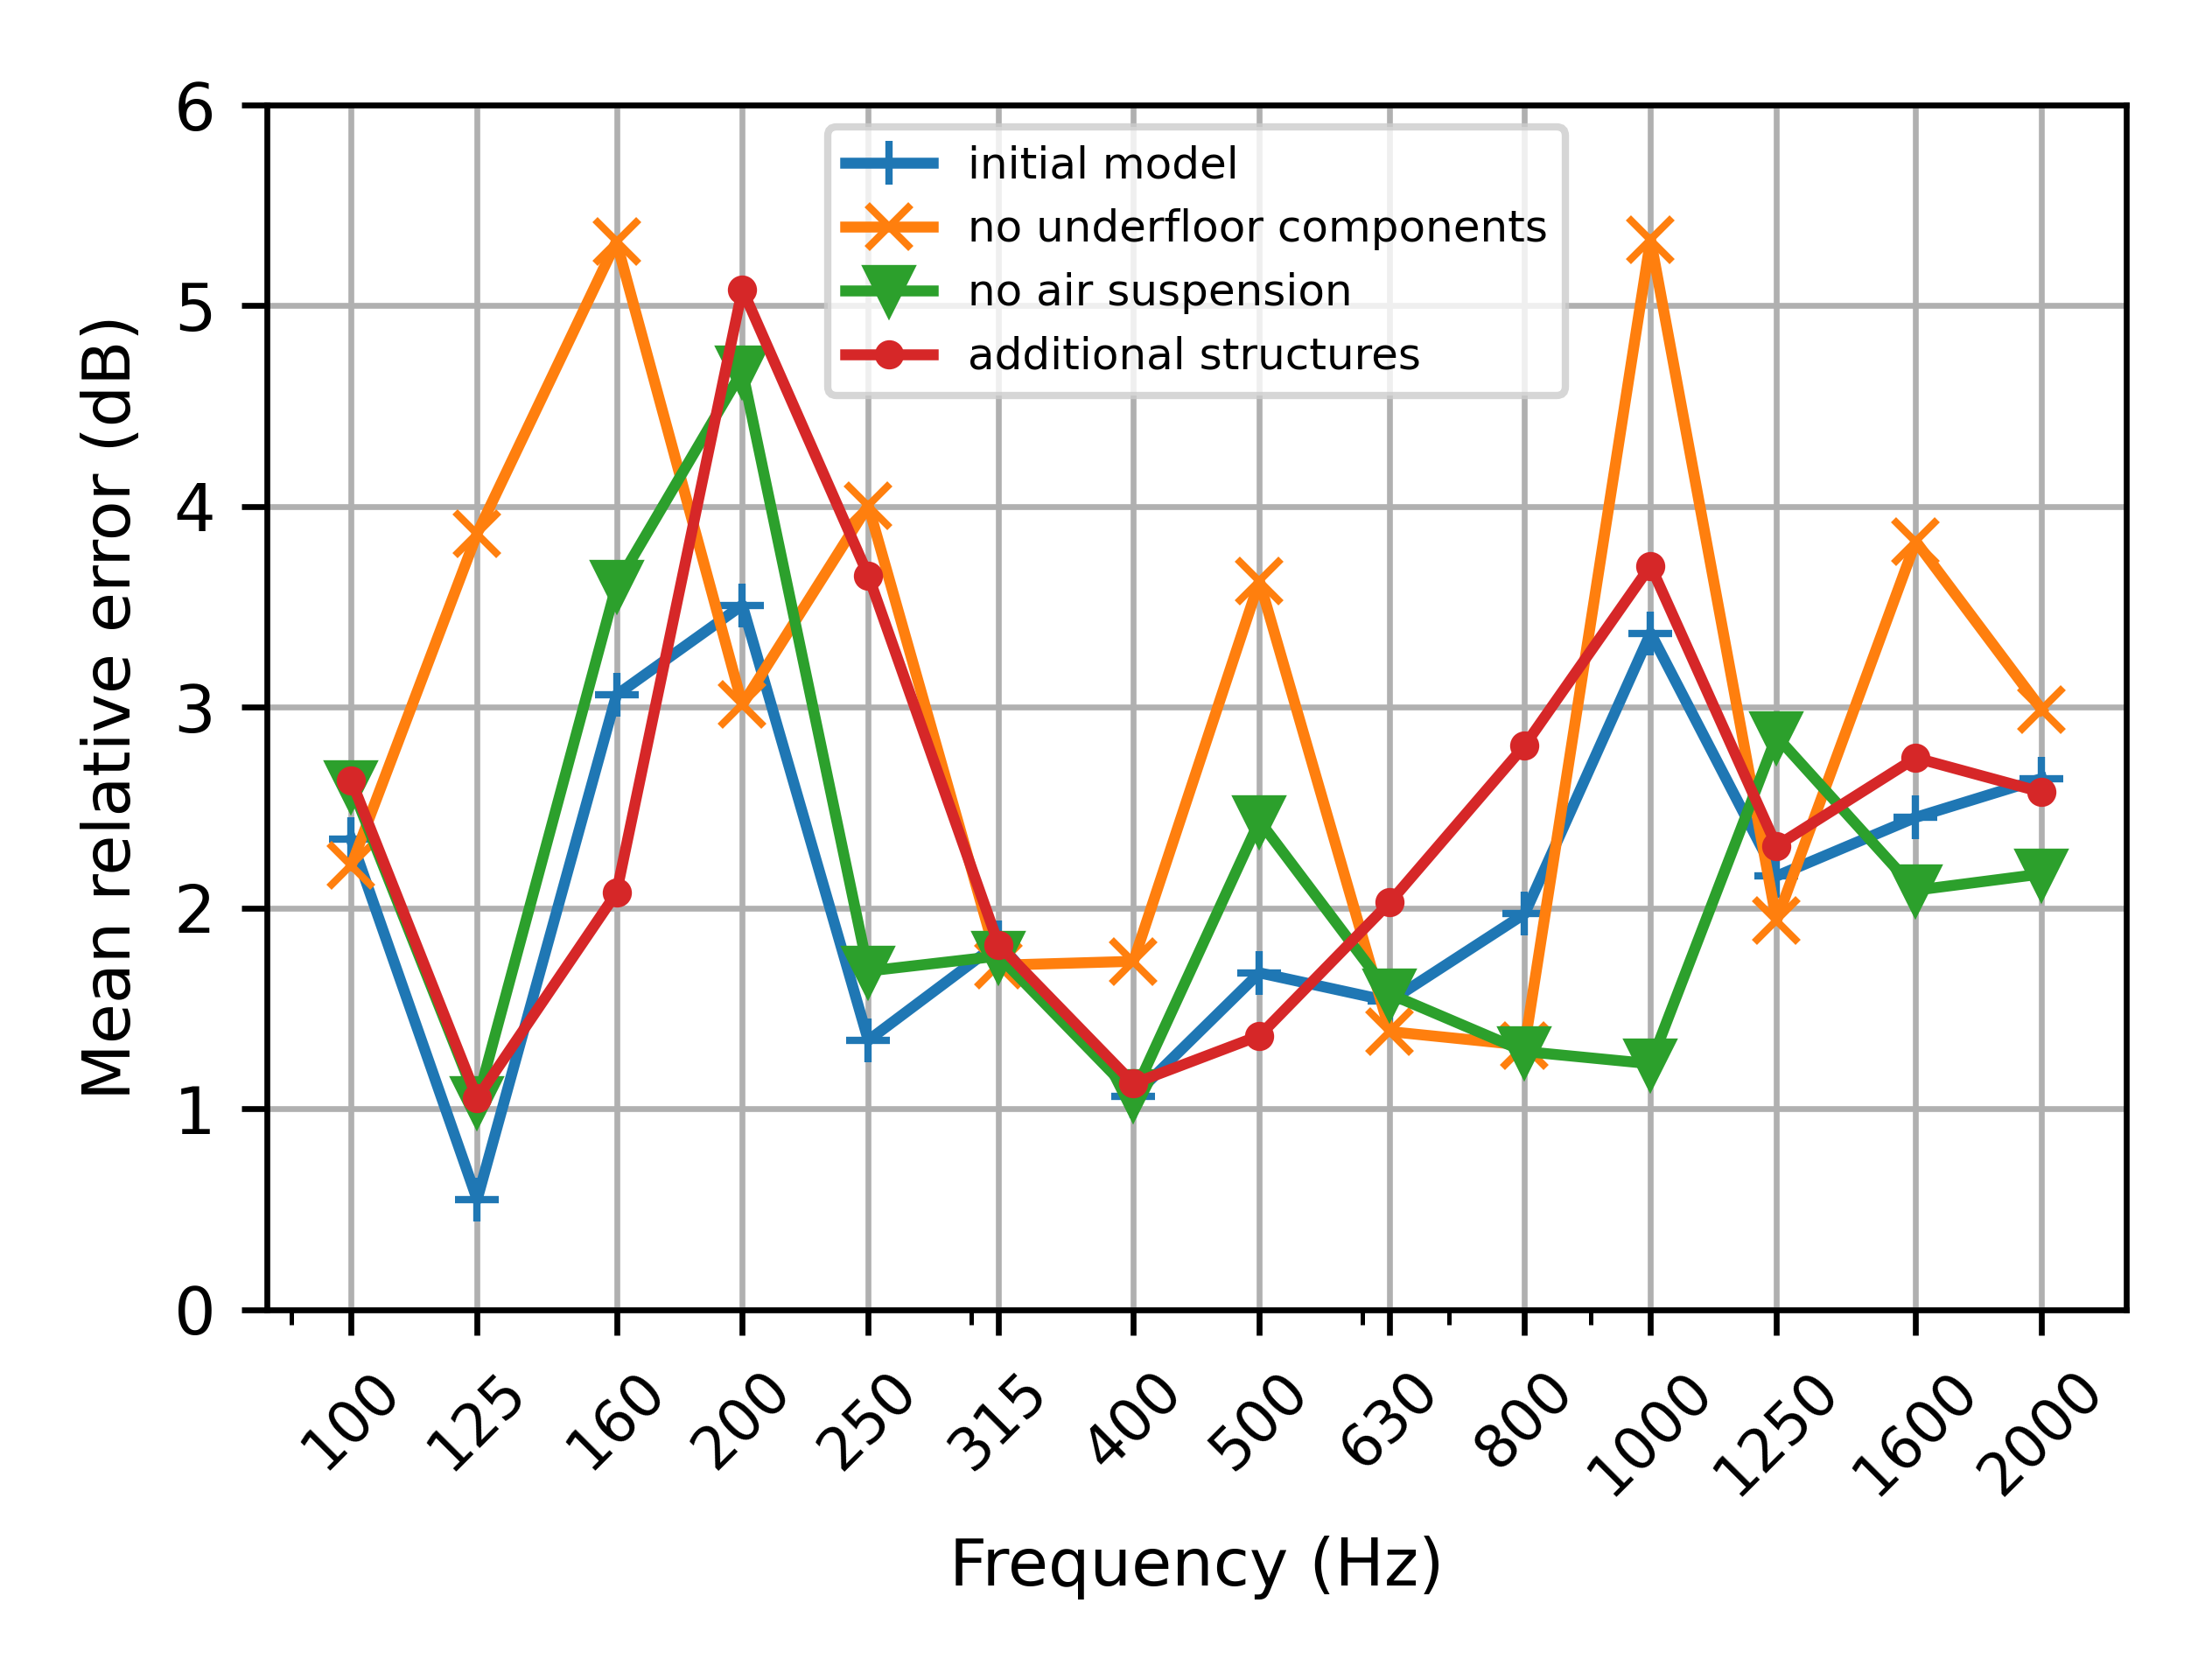 6
initial model
no underfloor components
5
no air suspension
additional structures
4
3
2
1
0
Mean relative error (dB)
100 125 160 200 250 315 400 500 630 800 1000 1250 1600 2000
Frequency (Hz)